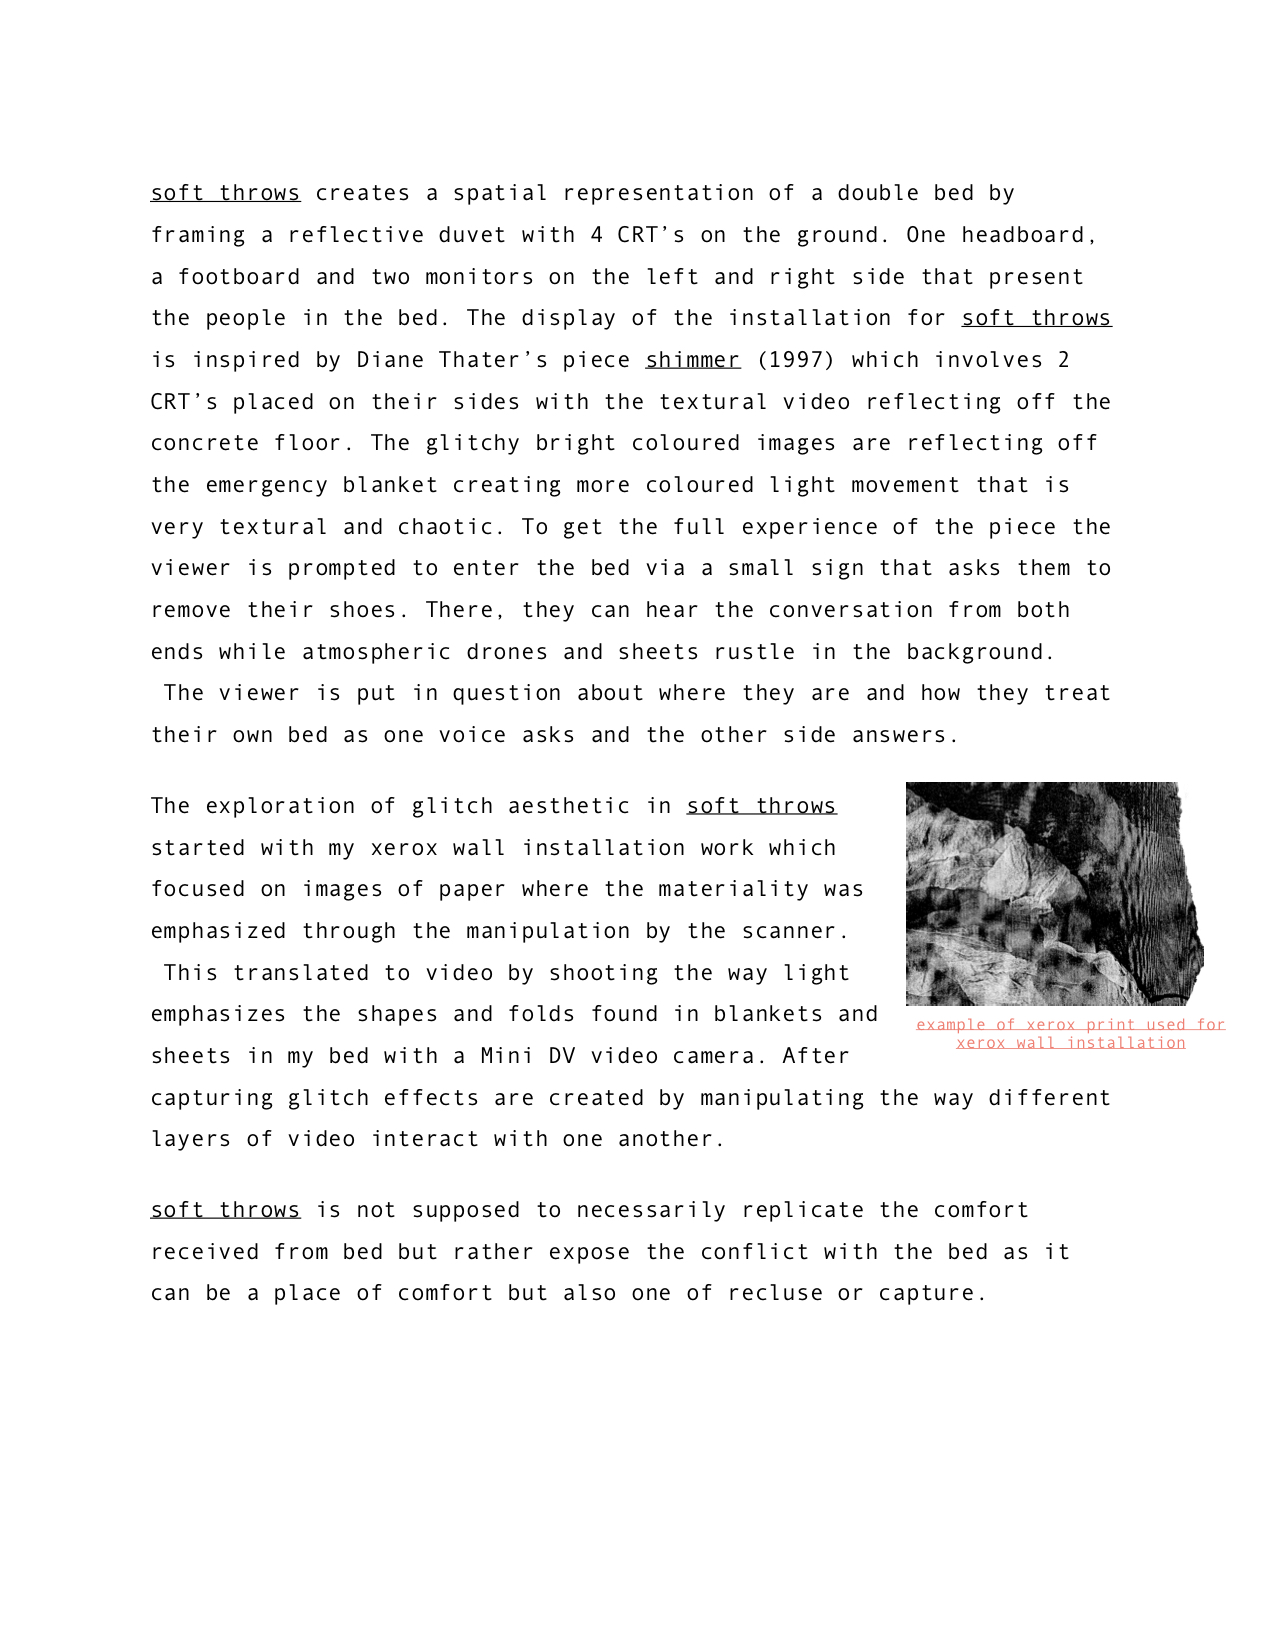 soft throws creates a spatial representation of a double bed by
framing a reflective duvet with 4 CRT’s on the ground. One headboard,
a footboard and two monitors on the left and right side that present
the people in the bed. The display of the installation for soft throws
is inspired by Diane Thater’s piece shimmer (1997) which involves 2
CRT’s placed on their sides with the textural video reflecting off the
concrete floor. The glitchy bright coloured images are reflecting off
the emergency blanket creating more coloured light movement that is
very textural and chaotic. To get the full experience of the piece the
viewer is prompted to enter the bed via a small sign that asks them to
remove their shoes. There, they can hear the conversation from both
ends while atmospheric drones and sheets rustle in the background.
The viewer is put in question about where they are and how they treat
their own bed as one voice asks and the other side answers.
The exploration of glitch aesthetic in soft throws
started with my xerox wall installation work which
focused on images of paper where the materiality was
emphasized through the manipulation by the scanner.
This translated to video by shooting the way light
emphasizes the shapes and folds found in blankets and
sheets in my bed with a Mini DV video camera. After
capturing glitch effects are created by manipulating the way different
layers of video interact with one another.
example of xerox print used for
xerox wall installation
soft throws is not supposed to necessarily replicate the comfort
received from bed but rather expose the conflict with the bed as it
can be a place of comfort but also one of recluse or capture.